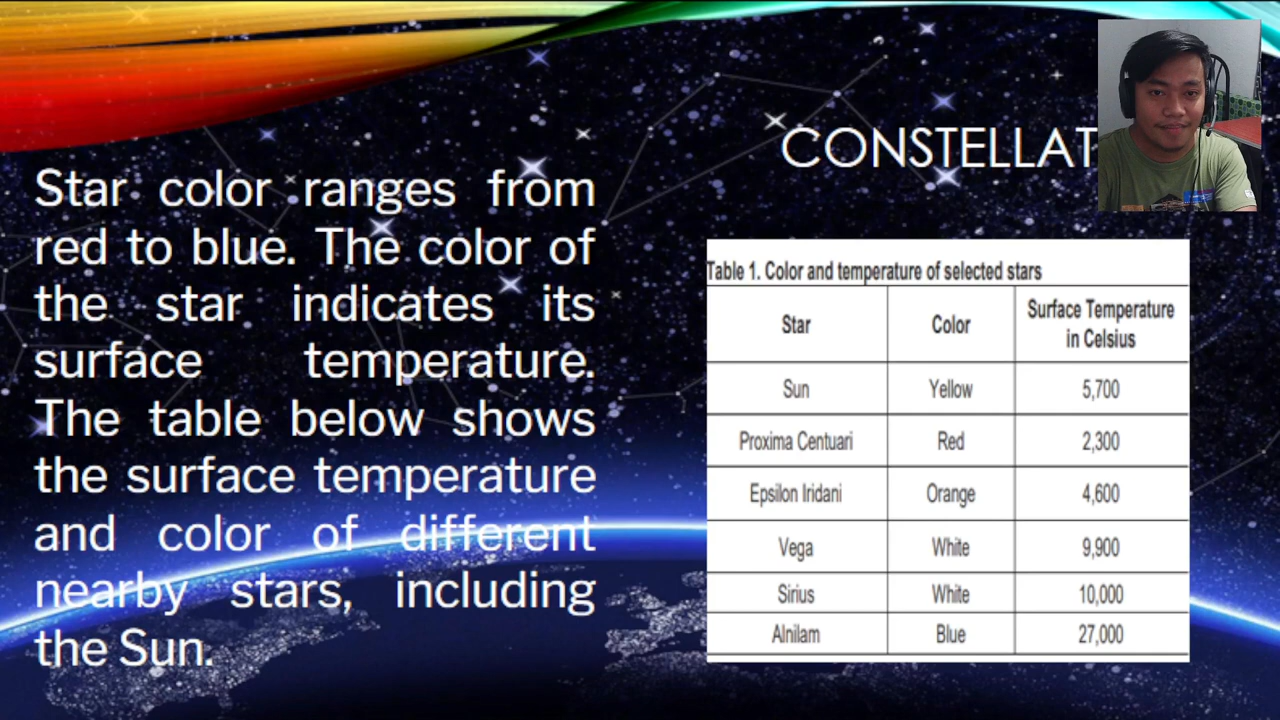 CONSTELLAT
Star color ranges from
red to blue. The color of
the star indicates its
surface temperature.
The table below shows
the surface temperature
and color of different
nearby stars, including
the Sun.
Table 1. Color and temperature of selected stars
Star Color Surface Temperature in Celsius
Sun Yellow 5,700
Proxima Centuari Red 2,300
Epsilon Iridani Orange 4,600
Vega White 9,900
Sirius White 10,000
Alnilam Blue 27,000